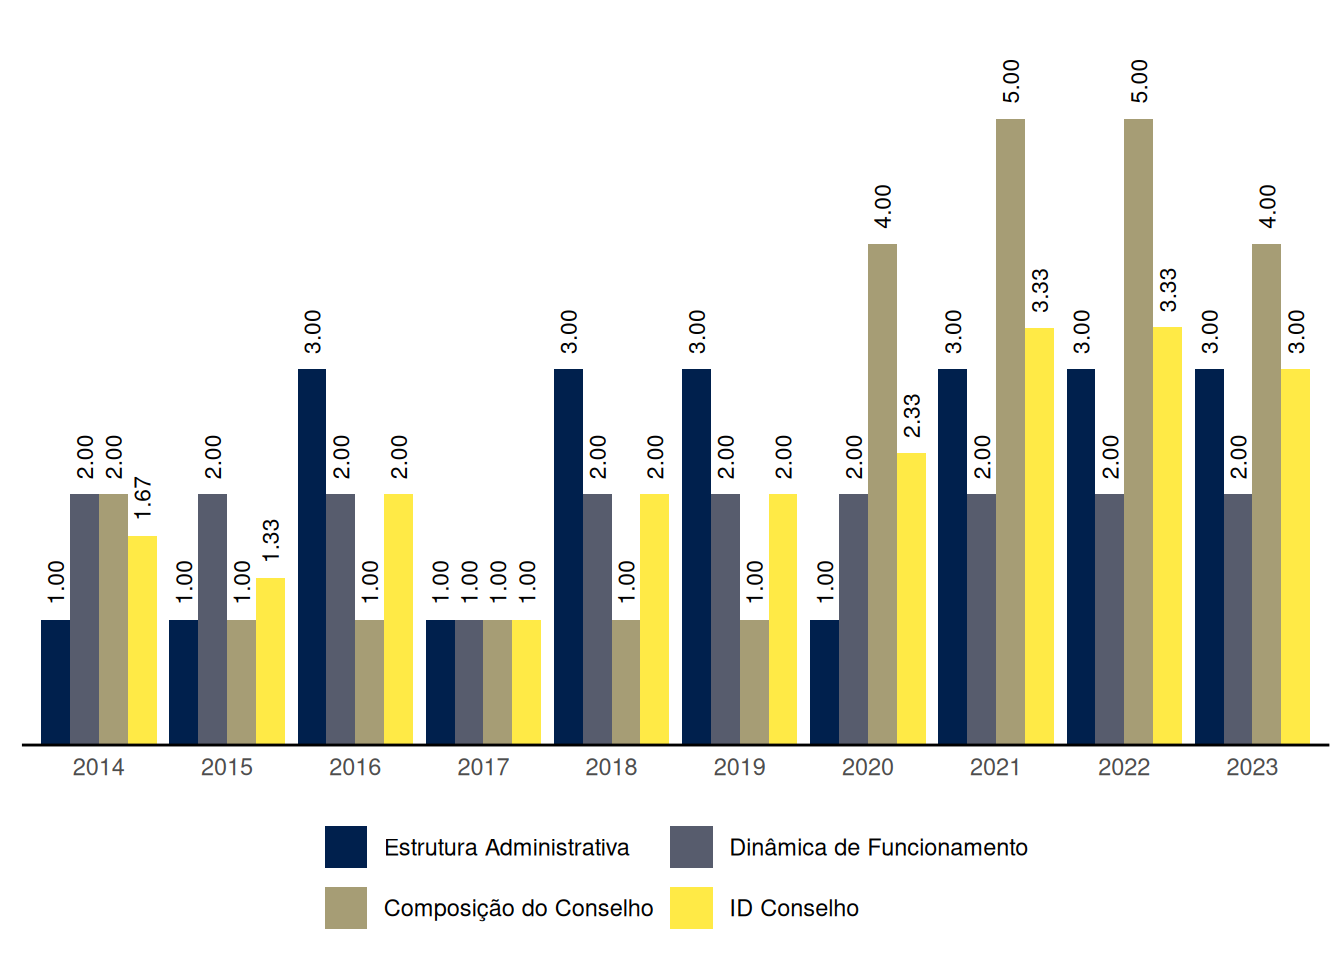 1.00 2.00 2.00 1.67 1.00 2.00 1.00 1.33 3.00 2.00 1.00 2.00 1.00 1.00 1.00 1.00 3.00 2.00 1.00 2.00 3.00 2.00 1.00 2.00 1.00 2.00 4.00 2.33 3.00 2.00 5.00 3.33 3.00 2.00 5.00 3.33 3.00 2.00 4.00 3.00
2014 2015 2016 2017 2018 2019 2020 2021 2022 2023
Estrutura Administrativa Dinâmica de Funcionamento
Composição do Conselho ID Conselho